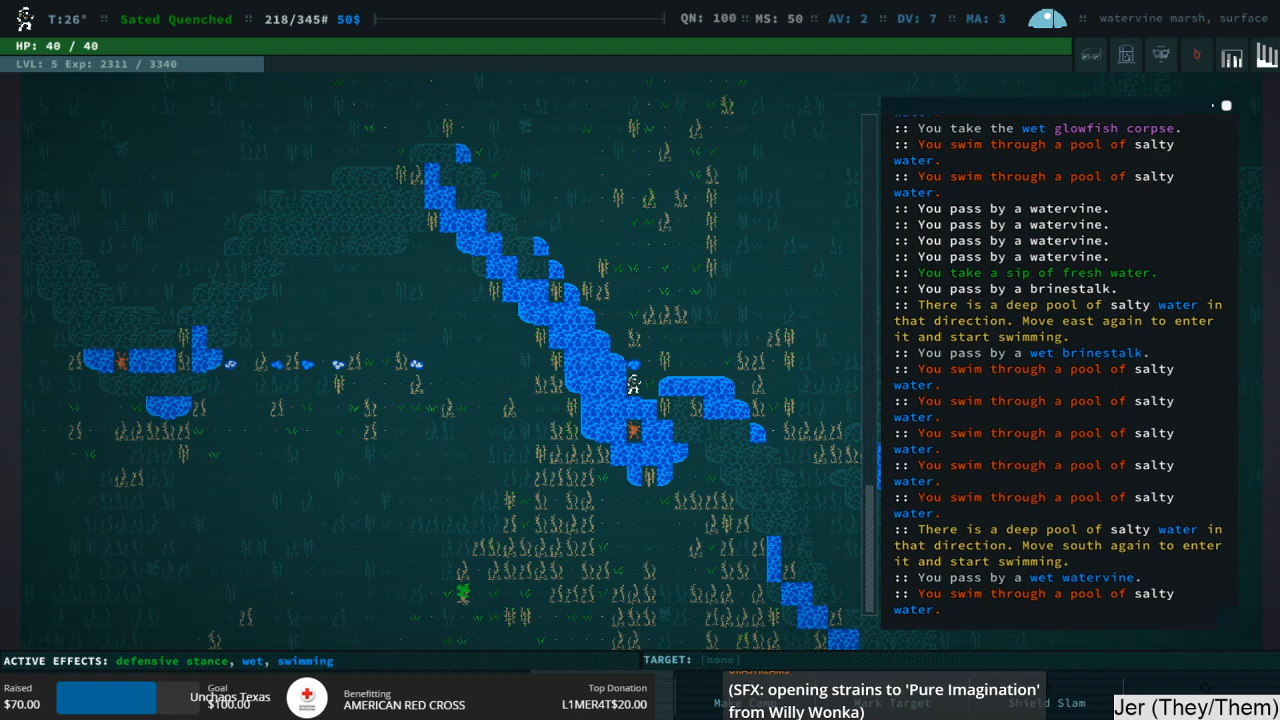 T:26° :: Sated Quenched :: 218/345# 50$ QN: 100 :: MS: 50 :: AV: 2 :: DV: 7 :: MA: 3 :: watervine marsh, surface
HP: 40 / 40
LVL: 5 Exp: 2311 / 3340
:: You take the wet glowfish corpse.
:: You swim through a pool of salty
water.
:: You swim through a pool of salty
water.
:: You pass by a watervine.
:: You pass by a watervine.
:: You pass by a watervine.
:: You pass by a watervine.
:: You take a sip of fresh water.
:: You pass by a brinestalk.
:: There is a deep pool of salty water in
that direction. Move east again to enter
it and start swimming.
:: You pass by a wet brinestalk.
:: You swim through a pool of salty
water.
:: You swim through a pool of salty
water.
:: You swim through a pool of salty
water.
:: You swim through a pool of salty
water.
:: You swim through a pool of salty
water.
:: There is a deep pool of salty water in
that direction. Move south again to enter
it and start swimming.
:: You pass by a wet watervine.
:: You swim through a pool of salty
water.
ACTIVE EFFECTS: defensive stance, wet, swimming
TARGET: [none]
Raised
$70.00
Goal
$100.00
Unchas Texas
Benefitting
AMERICAN RED CROSS
Top Donation
L1MER4T$20.00
(SFX: opening strains to 'Pure Imagination'
from Willy Wonka)
Make Camp
Mark Target
Shield Slam
Jer (They/Them)